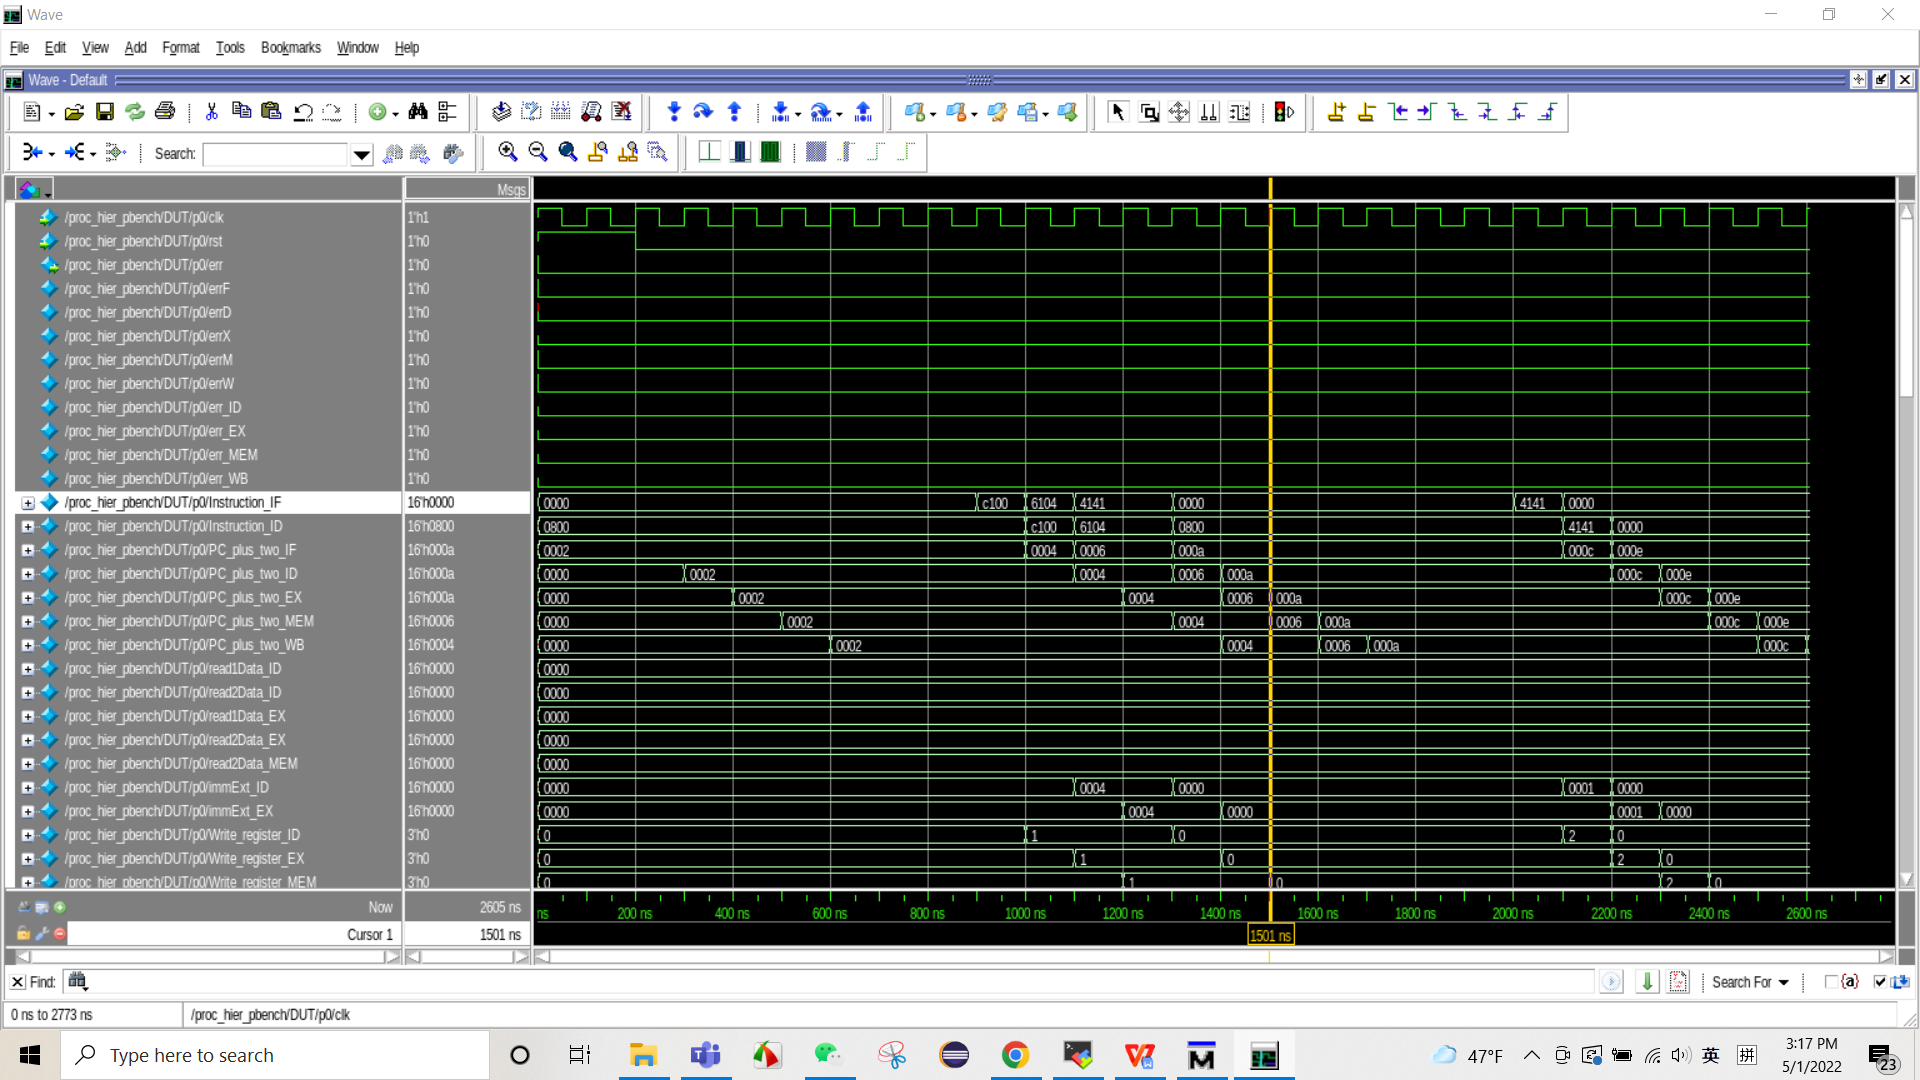 Wave
File Edit View Add Format Tools Bookmarks Window Help
Wave - Default
Search:
Msgs
/proc_hier_pbench/DUT/p0/clk 1'h1
/proc_hier_pbench/DUT/p0/rst 1'h0
/proc_hier_pbench/DUT/p0/err 1'h0
/proc_hier_pbench/DUT/p0/errF 1'h0
/proc_hier_pbench/DUT/p0/errD 1'h0
/proc_hier_pbench/DUT/p0/errX 1'h0
/proc_hier_pbench/DUT/p0/errM 1'h0
/proc_hier_pbench/DUT/p0/errW 1'h0
/proc_hier_pbench/DUT/p0/err_ID 1'h0
/proc_hier_pbench/DUT/p0/err_EX 1'h0
/proc_hier_pbench/DUT/p0/err_MEM 1'h0
/proc_hier_pbench/DUT/p0/err_WB 1'h0
/proc_hier_pbench/DUT/p0/Instruction_IF 16'h0000 0000 c100 6104 4141 0000 4141 0000
/proc_hier_pbench/DUT/p0/Instruction_ID 16'h0800 0800 c100 6104 0800 4141 0000
/proc_hier_pbench/DUT/p0/PC_plus_two_IF 16'h000a 0002 0004 0006 000a 000c 000e
/proc_hier_pbench/DUT/p0/PC_plus_two_ID 16'h000a 0000 0002 0004 0006 000a 000c 000e
/proc_hier_pbench/DUT/p0/PC_plus_two_EX 16'h000a 0000 0002 0004 0006 000a 000c 000e
/proc_hier_pbench/DUT/p0/PC_plus_two_MEM 16'h0006 0000 0002 0004 0006 000a 000c 000e
/proc_hier_pbench/DUT/p0/PC_plus_two_WB 16'h0004 0000 0002 0004 0006 000a 000c
/proc_hier_pbench/DUT/p0/read1Data_ID 16'h0000 0000
/proc_hier_pbench/DUT/p0/read2Data_ID 16'h0000 0000
/proc_hier_pbench/DUT/p0/read1Data_EX 16'h0000 0000
/proc_hier_pbench/DUT/p0/read2Data_EX 16'h0000 0000
/proc_hier_pbench/DUT/p0/read2Data_MEM 16'h0000 0000
/proc_hier_pbench/DUT/p0/immExt_ID 16'h0000 0000 0004 0000 0001 0000
/proc_hier_pbench/DUT/p0/immExt_EX 16'h0000 0000 0004 0000 0001 0000
/proc_hier_pbench/DUT/p0/Write_register_ID 3'h0 0 1 0 2 0
/proc_hier_pbench/DUT/p0/Write_register_EX 3'h0 0 1 0 2 0
/proc_hier_pbench/DUT/p0/Write_register_MEM 3'h0 0 1 0 2 0
Now 2605 ns ns 200 ns 400 ns 600 ns 800 ns 1000 ns 1200 ns 1400 ns 1600 ns 1800 ns 2000 ns 2200 ns 2400 ns 2600 ns
Cursor 1 1501 ns 1501 ns
Find: Search For {a}
0 ns to 2773 ns /proc_hier_pbench/DUT/p0/clk
Type here to search 47°F 英 拼 3:17 PM
5/1/2022 23